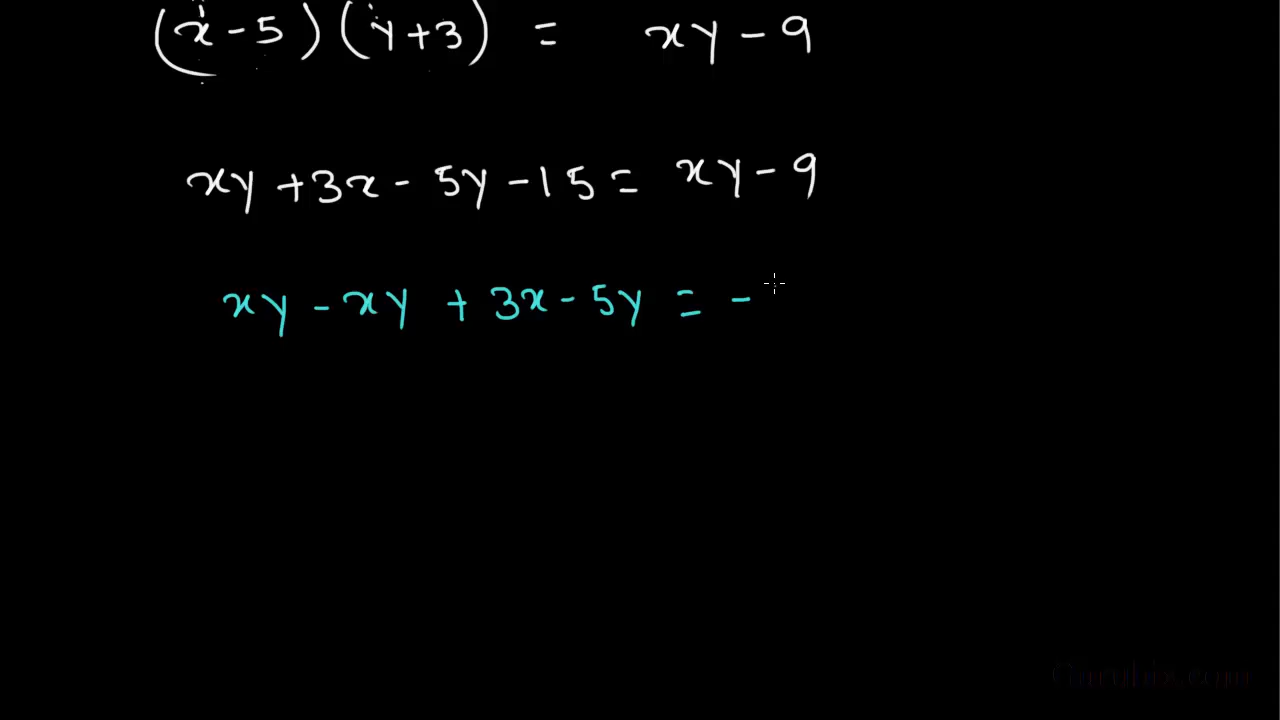 (x-5)(y+3) = xy-9
xy+3x-5y-15= xy-9
xy-xy+3x-5y = -